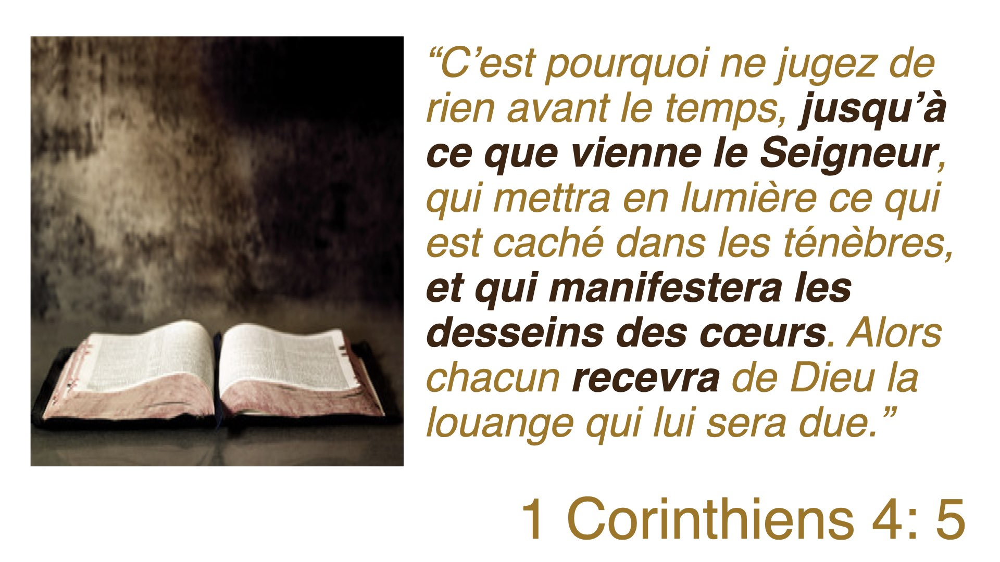 “C’est pourquoi ne jugez de
rien avant le temps, jusqu’à
ce que vienne le Seigneur,
qui mettra en lumière ce qui
est caché dans les ténèbres,
et qui manifestera les
desseins des cœurs. Alors
chacun recevra de Dieu la
louange qui lui sera due.”
1 Corinthiens 4: 5